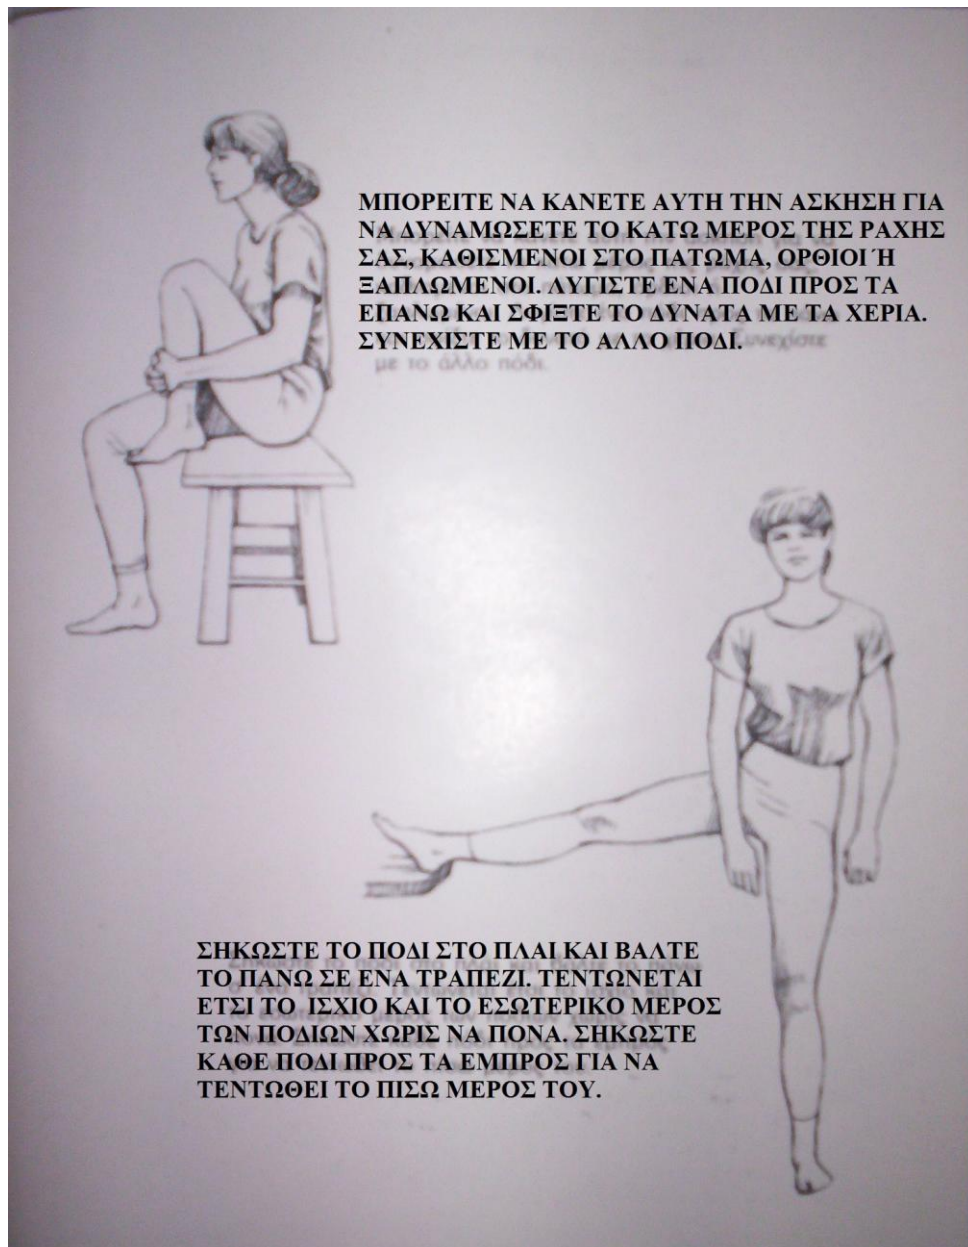 ΜΠΟΡΕΙΤΕ ΝΑ ΚΑΝΕΤΕ ΑΥΤΗ ΤΗΝ ΑΣΚΗΣΗ ΓΙΑ
ΝΑ ΔΥΝΑΜΩΣΕΤΕ ΤΟ ΚΑΤΩ ΜΕΡΟΣ ΤΗΣ ΡΑΧΗΣ
ΣΑΣ, ΚΑΘΙΣΜΕΝΟΙ ΣΤΟ ΠΑΤΩΜΑ, ΟΡΘΙΟΙ Ή
ΞΑΠΛΩΜΕΝΟΙ. ΛΥΓΙΣΤΕ ΕΝΑ ΠΟΔΙ ΠΡΟΣ ΤΑ
ΕΠΑΝΩ ΚΑΙ ΣΦΙΞΤΕ ΤΟ ΔΥΝΑΤΑ ΜΕ ΤΑ ΧΕΡΙΑ.
ΣΥΝΕΧΙΣΤΕ ΜΕ ΤΟ ΑΛΛΟ ΠΟΔΙ. Συνεχίστε
με το άλλο πόδι.
ΣΗΚΩΣΤΕ ΤΟ ΠΟΔΙ ΣΤΟ ΠΛΑΙ ΚΑΙ ΒΑΛΤΕ
ΤΟ ΠΑΝΩ ΣΕ ΕΝΑ ΤΡΑΠΕΖΙ. ΤΕΝΤΩΝΕΤΑΙ
ΕΤΣΙ ΤΟ ΙΣΧΙΟ ΚΑΙ ΤΟ ΕΣΩΤΕΡΙΚΟ ΜΕΡΟΣ
ΤΩΝ ΠΟΔΙΩΝ ΧΩΡΙΣ ΝΑ ΠΟΝΑ. ΣΗΚΩΣΤΕ
ΚΑΘΕ ΠΟΔΙ ΠΡΟΣ ΤΑ ΕΜΠΡΟΣ ΓΙΑ ΝΑ
ΤΕΝΤΩΘΕΙ ΤΟ ΠΙΣΩ ΜΕΡΟΣ ΤΟΥ.